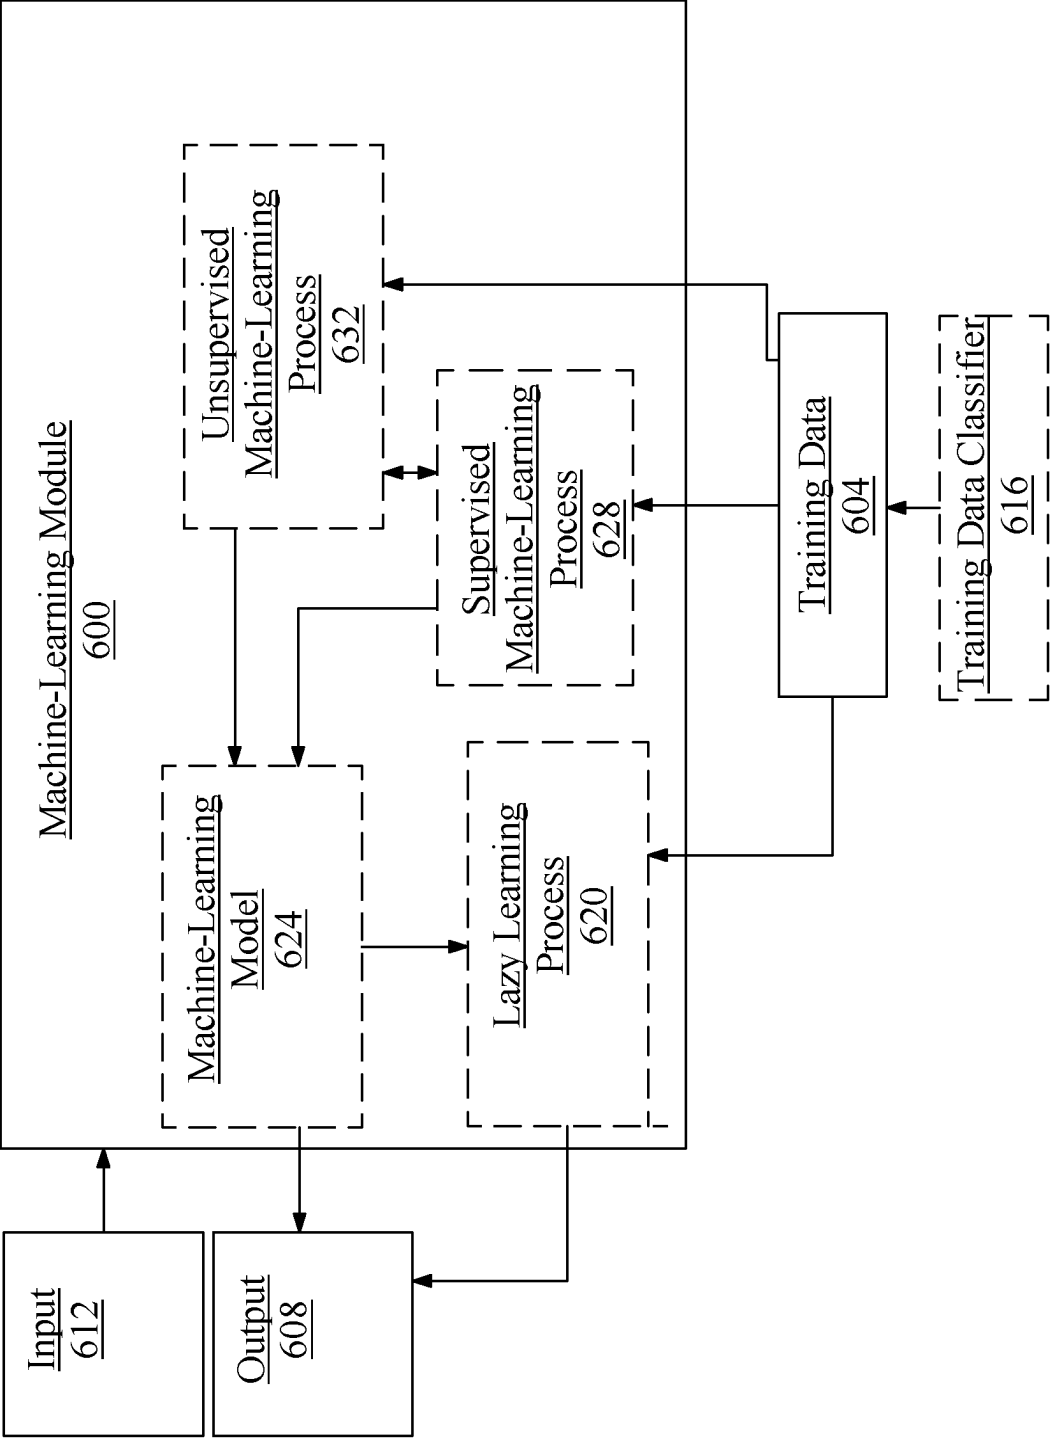 Machine-Learning Module
600
Input
612
Machine-Learning
Model
624
Unsupervised
Machine-Learning
Process
632
Output
608
Lazy Learning
Process
620
Supervised
Machine-Learning
Process
628
Training Data
604
Training Data Classifier
616